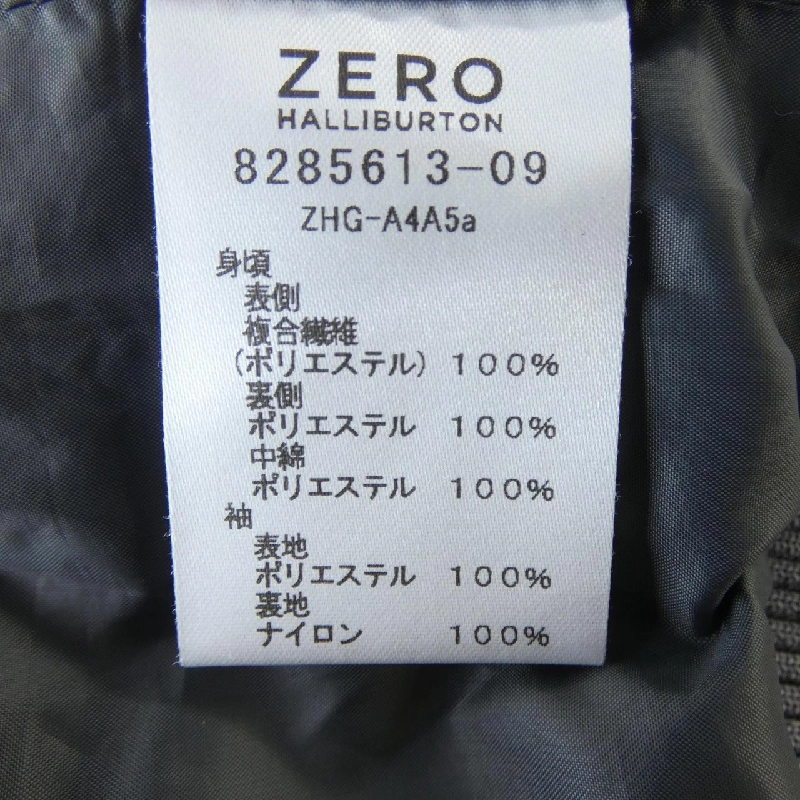 ZERO
HALLIBURTON
8285613-09
ZHG-A4A5a
身頃
表側
複合繊維
(ポリエステル) 100%
裏側
ポリエステル 100%
中綿
ポリエステル 100%
袖
表地
ポリエステル 100%
裏地
ナイロン 100%